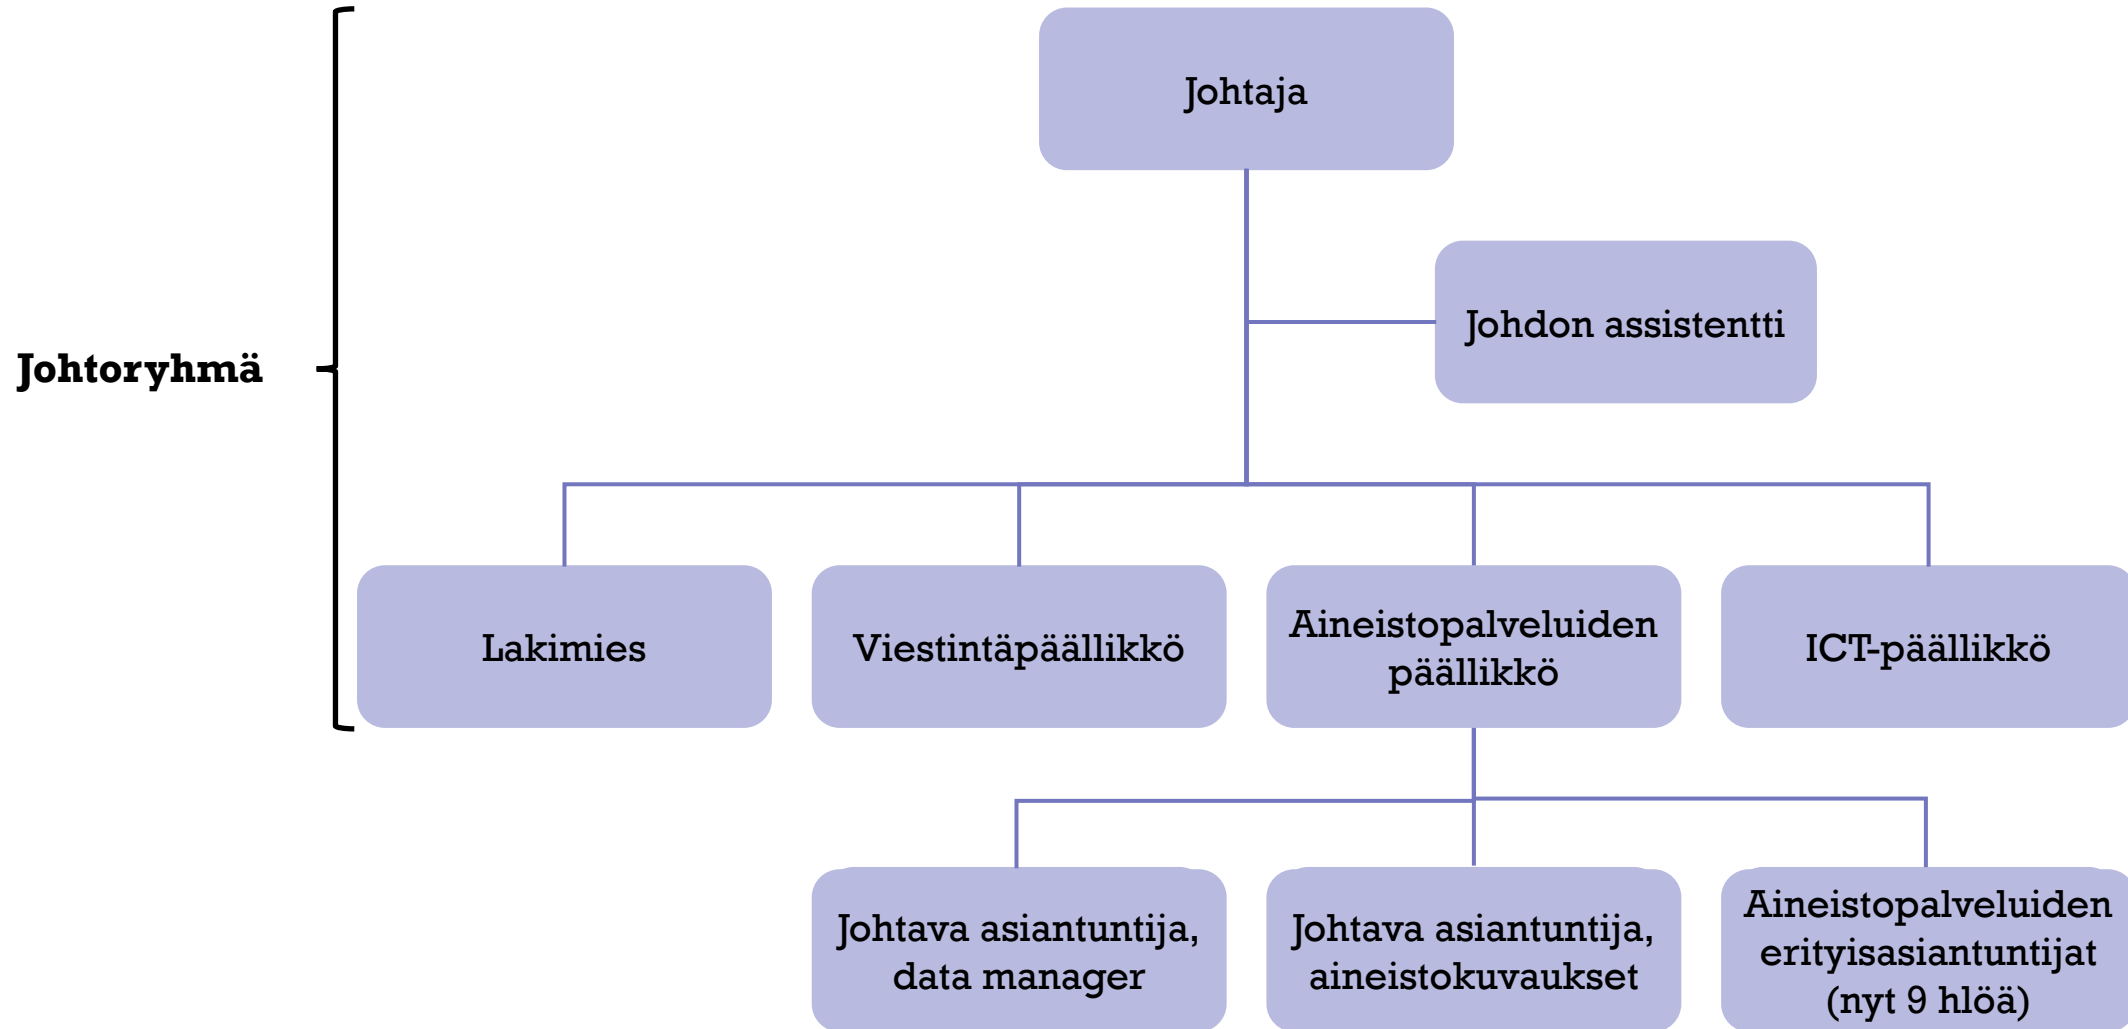 Johtaja
Johdon assistentti
Johtoryhmä
Lakimies
Viestintäpäällikkö
Aineistopalveluiden
päällikkö
ICT-päällikkö
Johtava asiantuntija,
data manager
Johtava asiantuntija,
aineistokuvaukset
Aineistopalveluiden
erityisasiantuntijat
(nyt 9 hlöä)